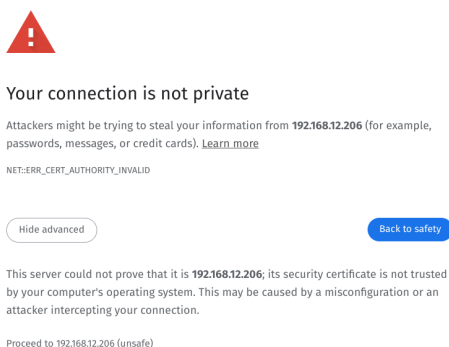 Your connection is not private
Attackers might be trying to steal your information from 192.168.12.206 (for example,
passwords, messages, or credit cards). Learn more
NET::ERR_CERT_AUTHORITY_INVALID
Hide advanced
Back to safety
This server could not prove that it is 192.168.12.206; its security certificate is not trusted
by your computer's operating system. This may be caused by a misconfiguration or an
attacker intercepting your connection.
Proceed to 192.168.12.206 (unsafe)